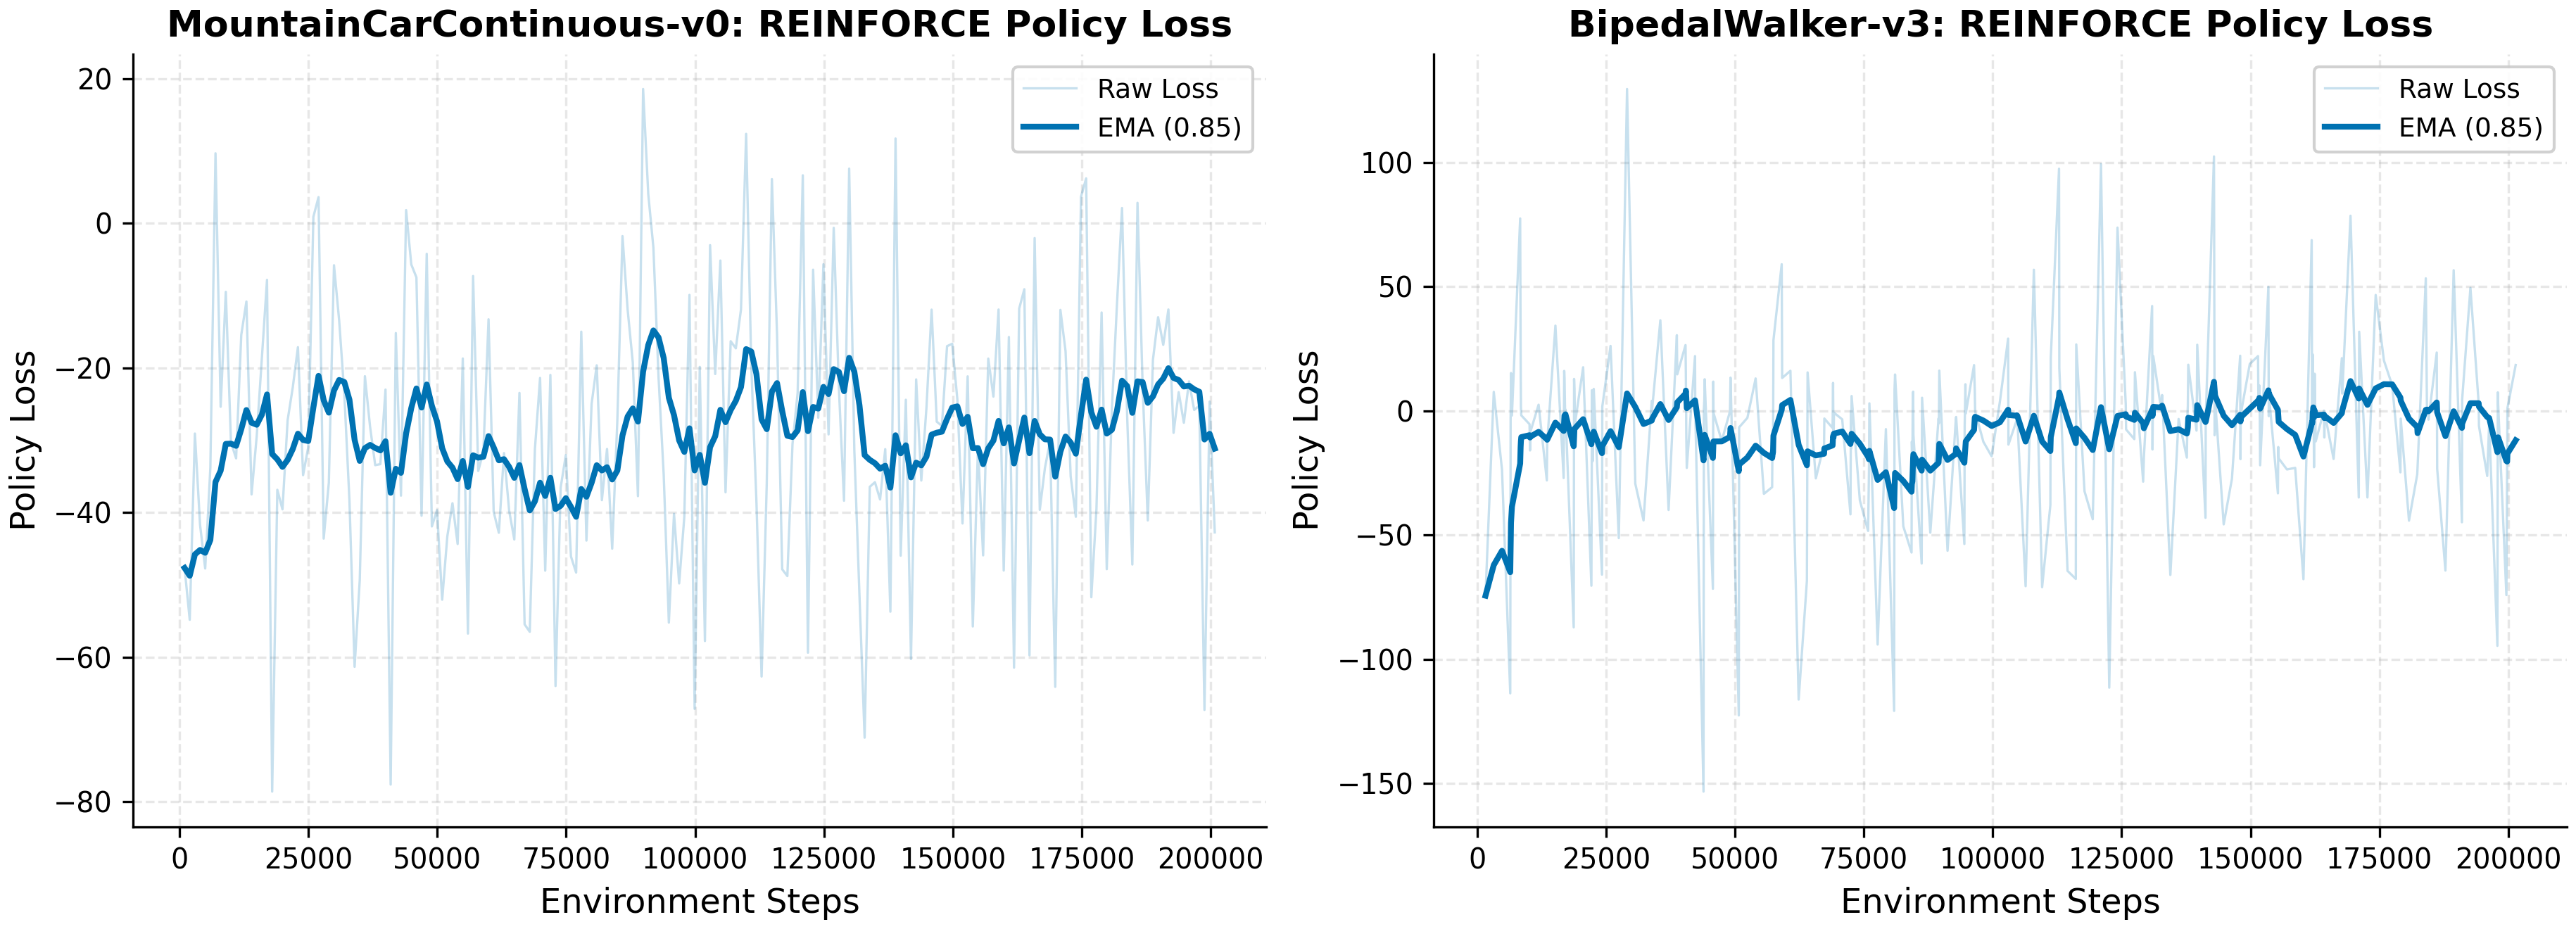 MountainCarContinuous-v0: REINFORCE Policy Loss
Raw Loss
EMA (0.85)
Policy Loss
20
0
−20
−40
−60
−80
0 25000 50000 75000 100000 125000 150000 175000 200000
Environment Steps
BipedalWalker-v3: REINFORCE Policy Loss
Raw Loss
EMA (0.85)
Policy Loss
100
50
0
−50
−100
−150
0 25000 50000 75000 100000 125000 150000 175000 200000
Environment Steps